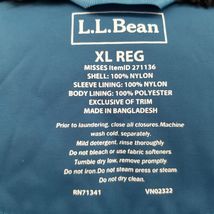 L.L.Bean
XL REG
MISSES ItemID 271136
SHELL: 100% NYLON
SLEEVE LINING: 100% NYLON
BODY LINING: 100% POLYESTER
EXCLUSIVE OF TRIM
MADE IN BANGLADESH
Prior to laundering, close all closures.Machine
wash cold, separately.
Mild detergent, rinse thoroughly.
Do not bleach or use fabric softeners.
Tumble dry low, remove promptly
Do not iron.Do not steam press or steam
Do not dry clean.
RN71341 VN02322